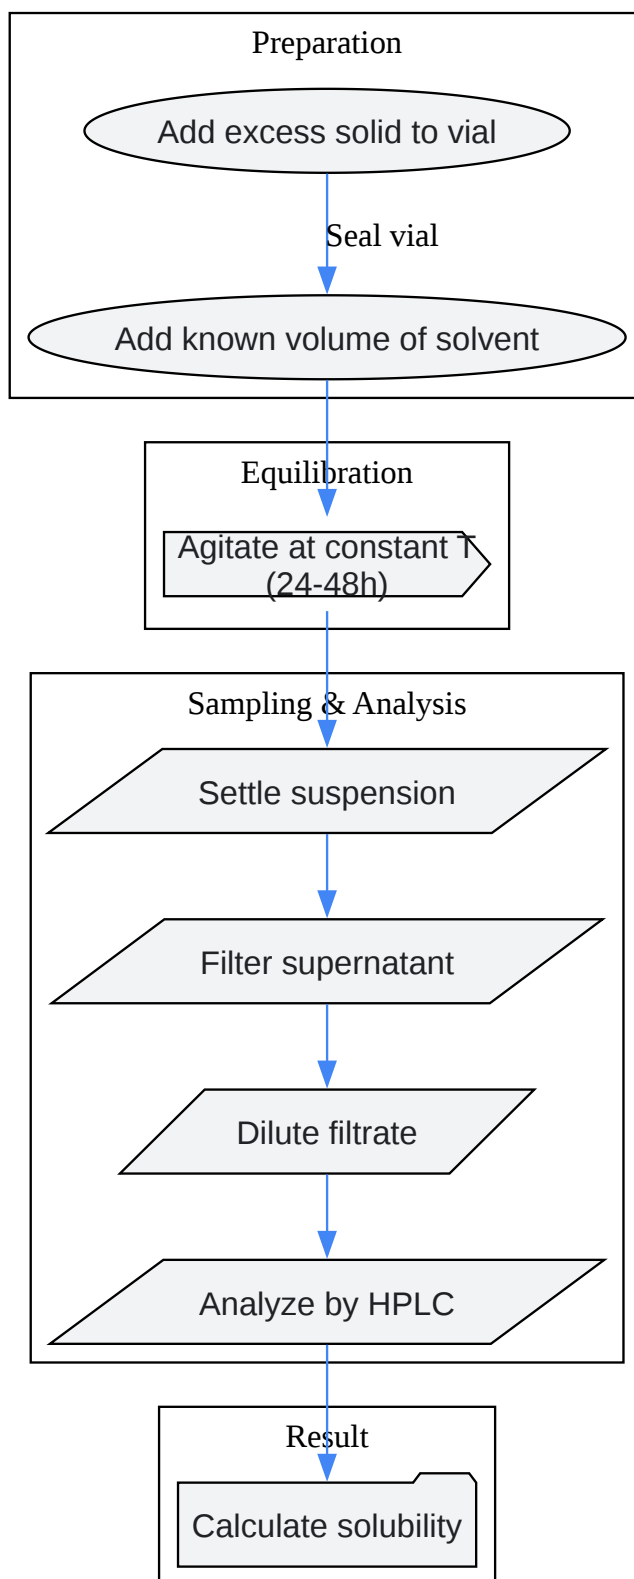 Preparation
Add excess solid to vial
Seal vial
Add known volume of solvent
Equilibration
Agitate at constant T
(24-48h)
Sampling & Analysis
Settle suspension
Filter supernatant
Dilute filtrate
Analyze by HPLC
Result
Calculate solubility